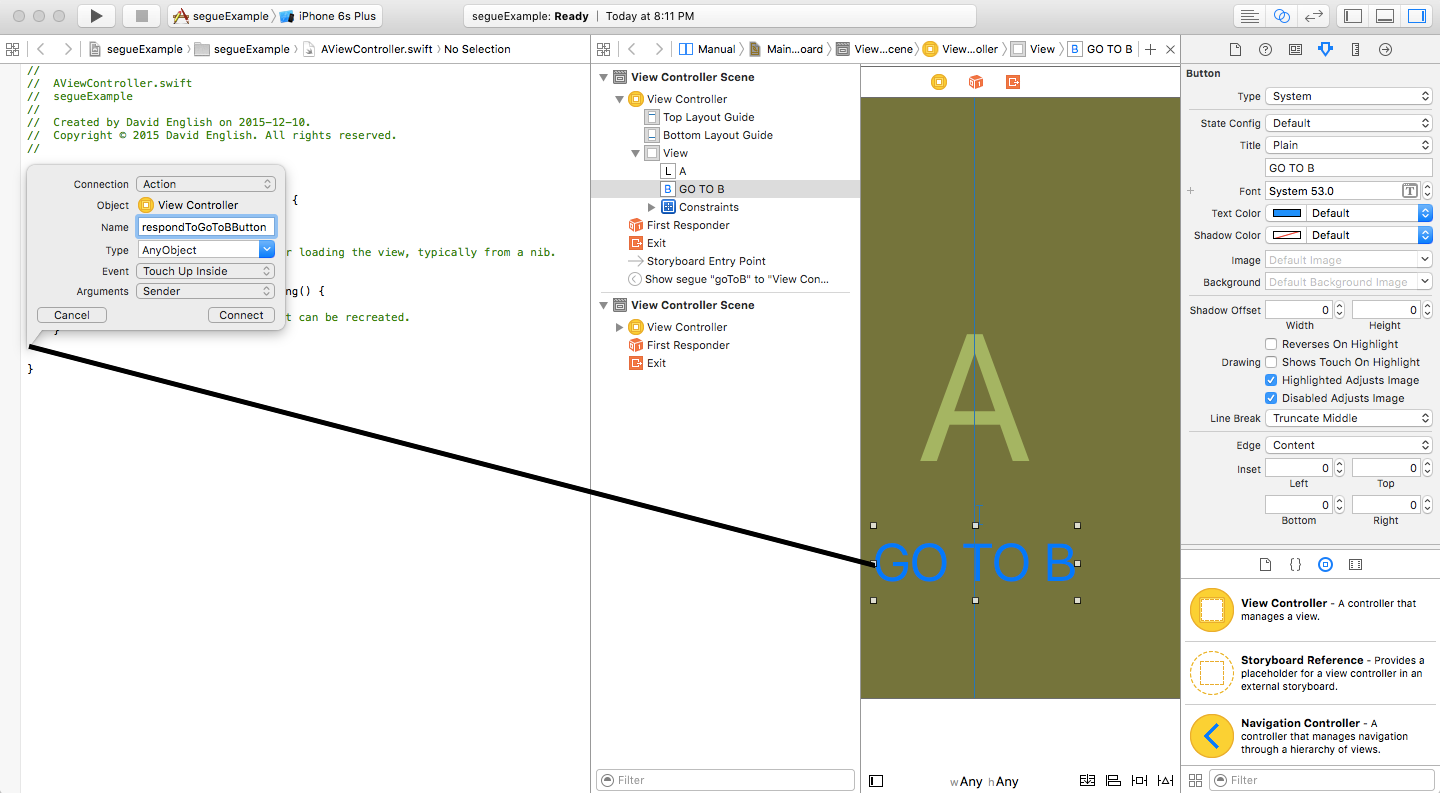 segueExample iPhone 6s Plus
segueExample: Ready | Today at 8:11 PM
segueExample segueExample AViewController.swift No Selection
//
// AViewController.swift
// segueExample
//
// Created by David English on 2015-12-10.
// Copyright © 2015 David English. All rights reserved.
//
{
r loading the view, typically from a nib.
ng() {
t can be recreated.
}
}
Connection Action
Object View Controller
Name respondToGoToBButton
Type AnyObject
Event Touch Up Inside
Arguments Sender
Cancel Connect
Manual Main...oard View...cene View...oller View B GO TO B
View Controller Scene
View Controller
Top Layout Guide
Bottom Layout Guide
View
L A
B GO TO B
Constraints
First Responder
Exit
Storyboard Entry Point
Show segue "goToB" to "View Con...
View Controller Scene
View Controller
First Responder
Exit
Filter
A
GO TO B
wAny hAny
Button
Type System
State Config Default
Title Plain
GO TO B
Font System 53.0 T
Text Color Default
Shadow Color Default
Image Default Image
Background Default Background Image
Shadow Offset 0 0
Width Height
Reverses On Highlight
Drawing Shows Touch On Highlight
Highlighted Adjusts Image
Disabled Adjusts Image
Line Break Truncate Middle
Edge Content
Inset 0 0
Left Top
0 0
Bottom Right
View Controller - A controller that
manages a view.
Storyboard Reference - Provides a
placeholder for a view controller in an
external storyboard.
Navigation Controller - A
controller that manages navigation
through a hierarchy of views.
Filter